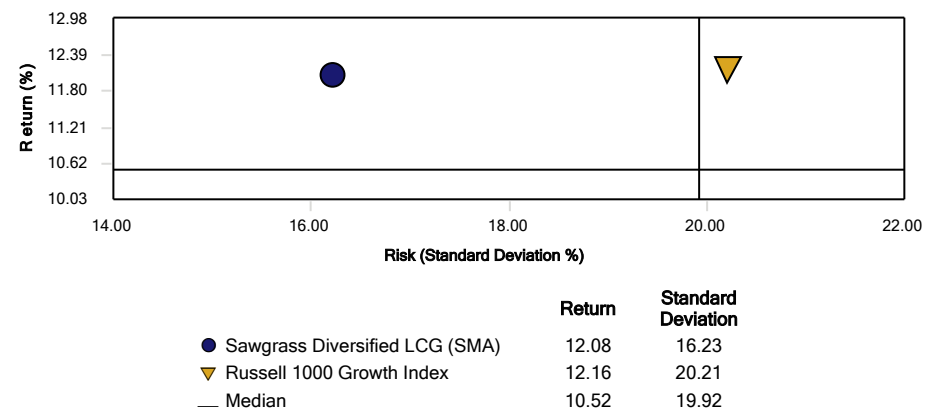 12.98
12.39
11.80
11.21
10.62
10.03
Return (%)
14.00 16.00 18.00 20.00 22.00
Risk (Standard Deviation %)
Return Standard Deviation
Sawgrass Diversified LCG (SMA) 12.08 16.23
Russell 1000 Growth Index 12.16 20.21
Median 10.52 19.92